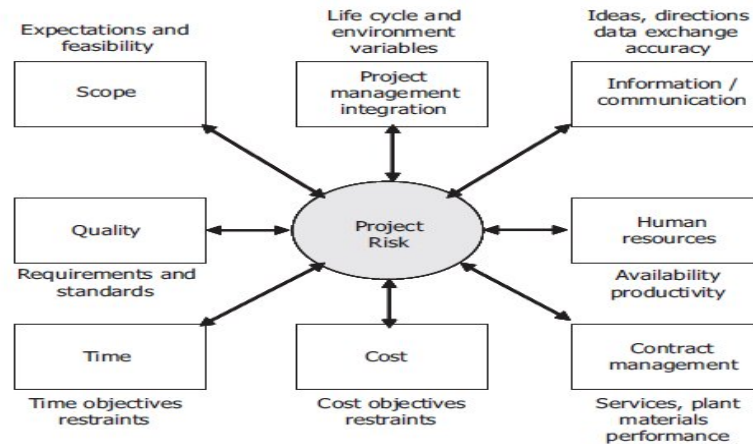 Expectations and
feasibility
Scope
Life cycle and
environment
variables
Project
management
integration
Ideas, directions
data exchange
accuracy
Information /
communication
Quality
Requirements and
standards
Project
Risk
Human
resources
Availability
productivity
Time
Time objectives
restraints
Cost
Cost objectives
restraints
Contract
management
Services, plant
materials
performance